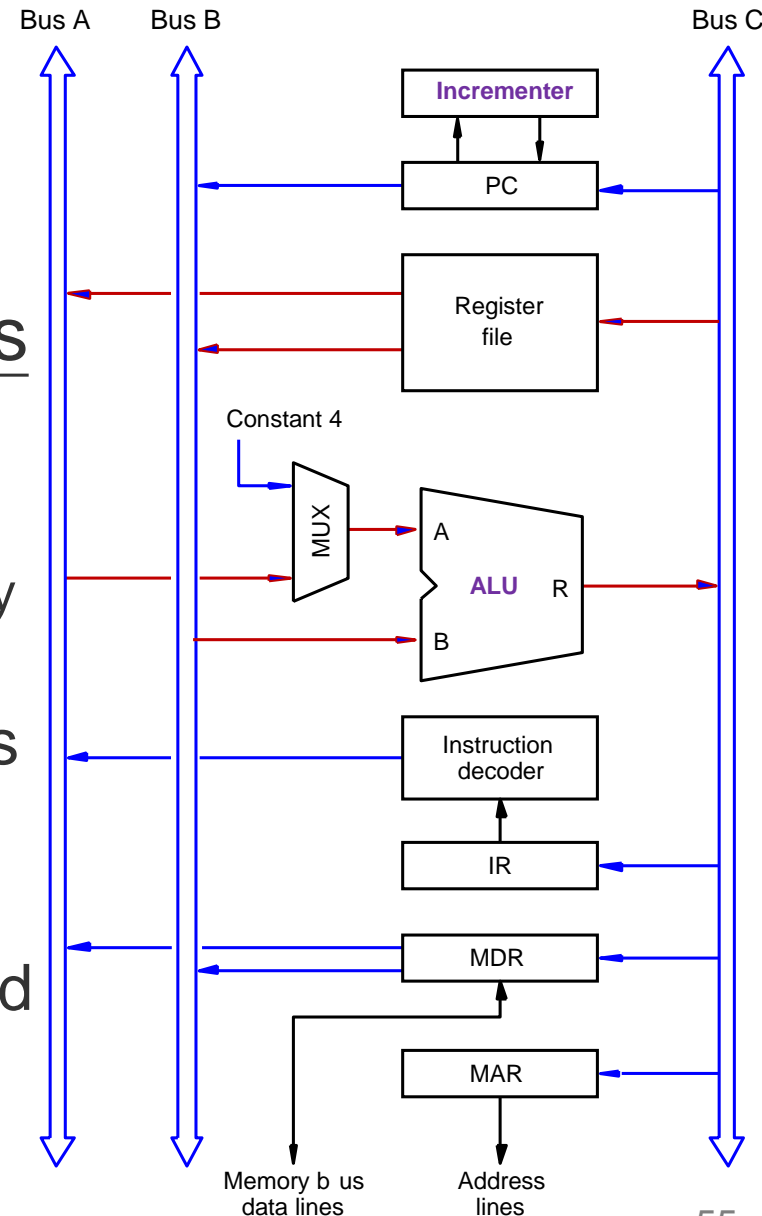 Bus A
Bus B
Bus C
Incrementer
PC
s
Register
file
Constant 4
MUX
A
ALU
R
y
B
s
Instruction
decoder
IR
d
MDR
MAR
Memory b us
data lines
Address
lines